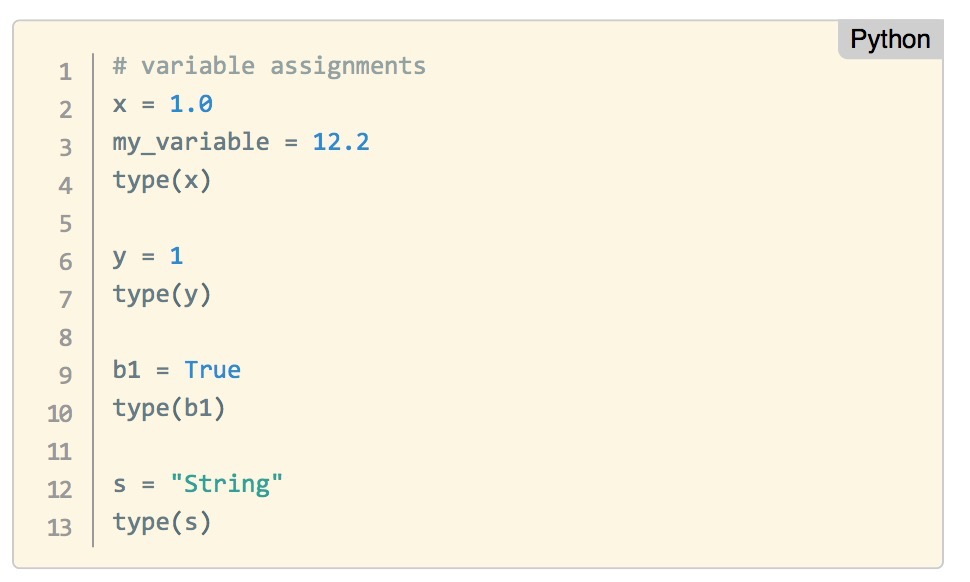 Python
1 # variable assignments
2 x = 1.0
3 my_variable = 12.2
4 type(x)
5
6 y = 1
7 type(y)
8
9 b1 = True
10 type(b1)
11
12 s = "String"
13 type(s)